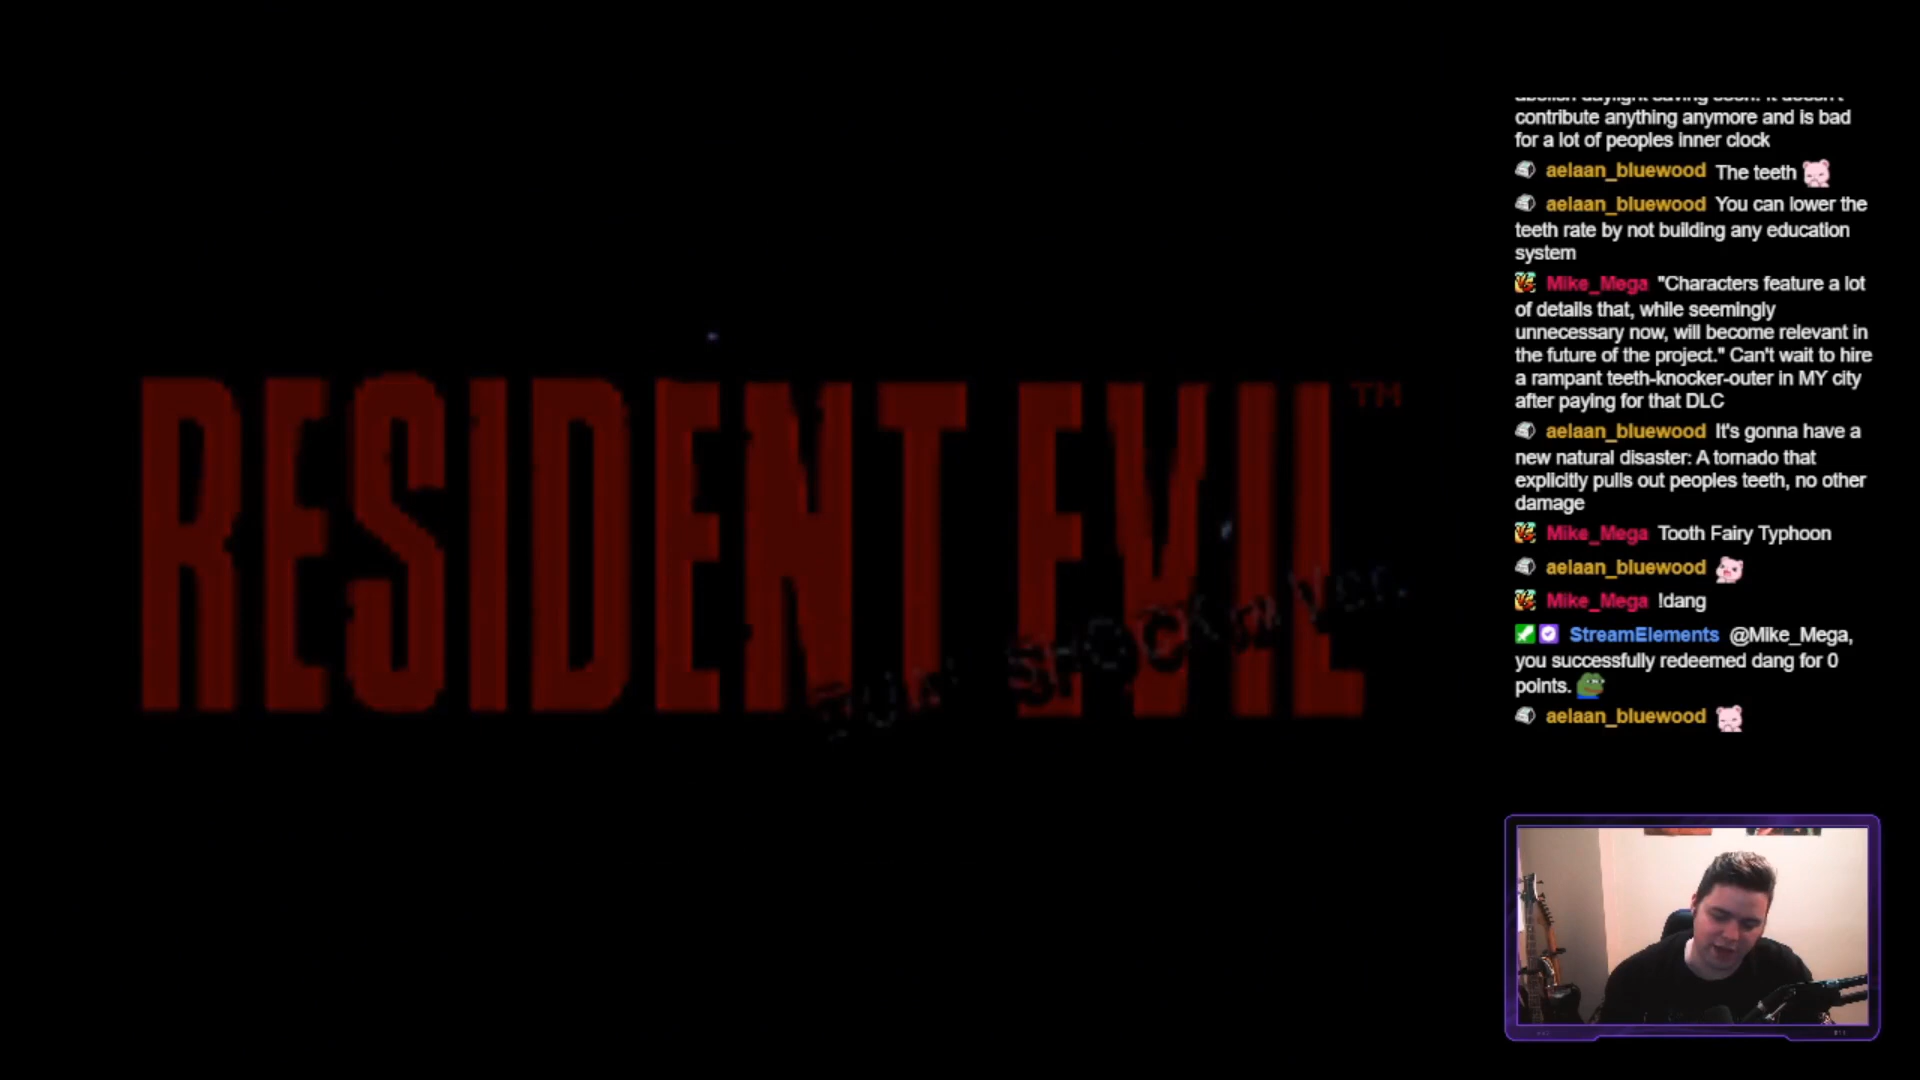 RESIDENT EVIL TM
DUAL SHOCK Ver.
contribute anything anymore and is bad
for a lot of peoples inner clock
aelaan_bluewood The teeth
aelaan_bluewood You can lower the
teeth rate by not building any education
system
Mike_Mega "Characters feature a lot
of details that, while seemingly
unnecessary now, will become relevant in
the future of the project." Can't wait to hire
a rampant teeth-knocker-outer in MY city
after paying for that DLC
aelaan_bluewood It's gonna have a
new natural disaster: A tornado that
explicitly pulls out peoples teeth, no other
damage
Mike_Mega Tooth Fairy Typhoon
aelaan_bluewood
Mike_Mega !dang
StreamElements @Mike_Mega,
you successfully redeemed dang for 0
points.
aelaan_bluewood